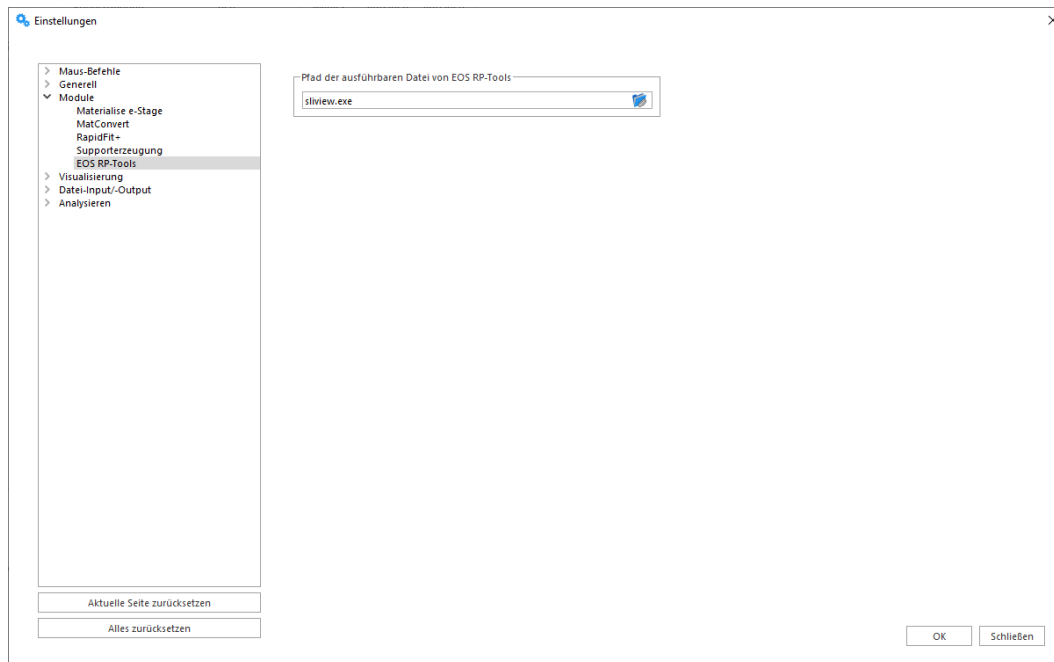 Einstellungen
Maus-Befehle
Generell
Module
Materialise e-Stage
MatConvert
RapidFit+
Supporterzeugung
EOS RP-Tools
Visualisierung
Datei-Input/-Output
Analysieren
Pfad der ausführbaren Datei von EOS RP-Tools
sliview.exe
Aktuelle Seite zurücksetzen
Alles zurücksetzen
OK
Schließen